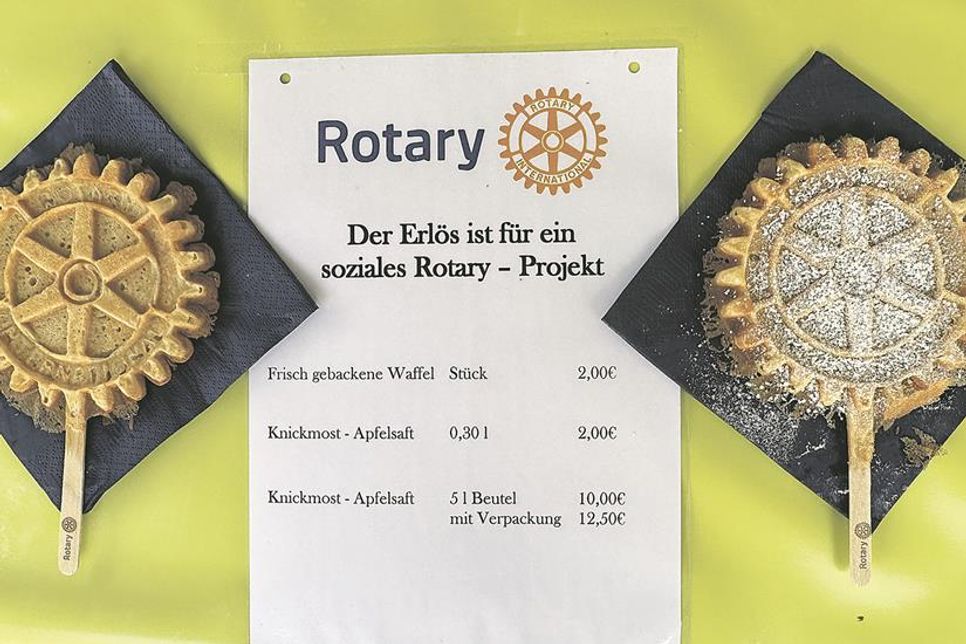 Rotary
ROTARY
INTERNATIONAL
Der Erlös ist für ein
soziales Rotary – Projekt
Frisch gebackene Waffel Stück 2,00€
Knickmost - Apfelsaft 0,30 l 2,00€
Knickmost - Apfelsaft 5 l Beutel 10,00€
mit Verpackung 12,50€
Rotary
Rotary